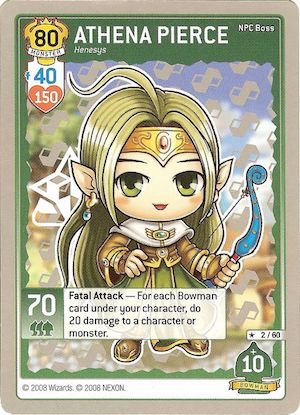 80
MONSTER
ATHENA PIERCE
NPC Boss
Henesys
40
150
70
Fatal Attack — For each Bowman
card under your character, do
20 damage to a character or
monster.
★ 2 / 60
+
10
BOWMAN
© 2008 Wizards. © 2008 NEXON.